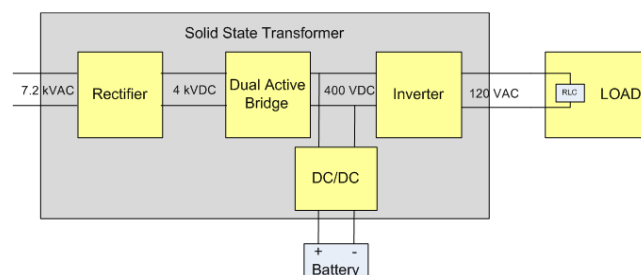 Solid State Transformer
7.2 kVAC
Rectifier
4 kVDC
Dual Active
Bridge
400 VDC
Inverter
120 VAC
RLC
LOAD
DC/DC
+ -
Battery